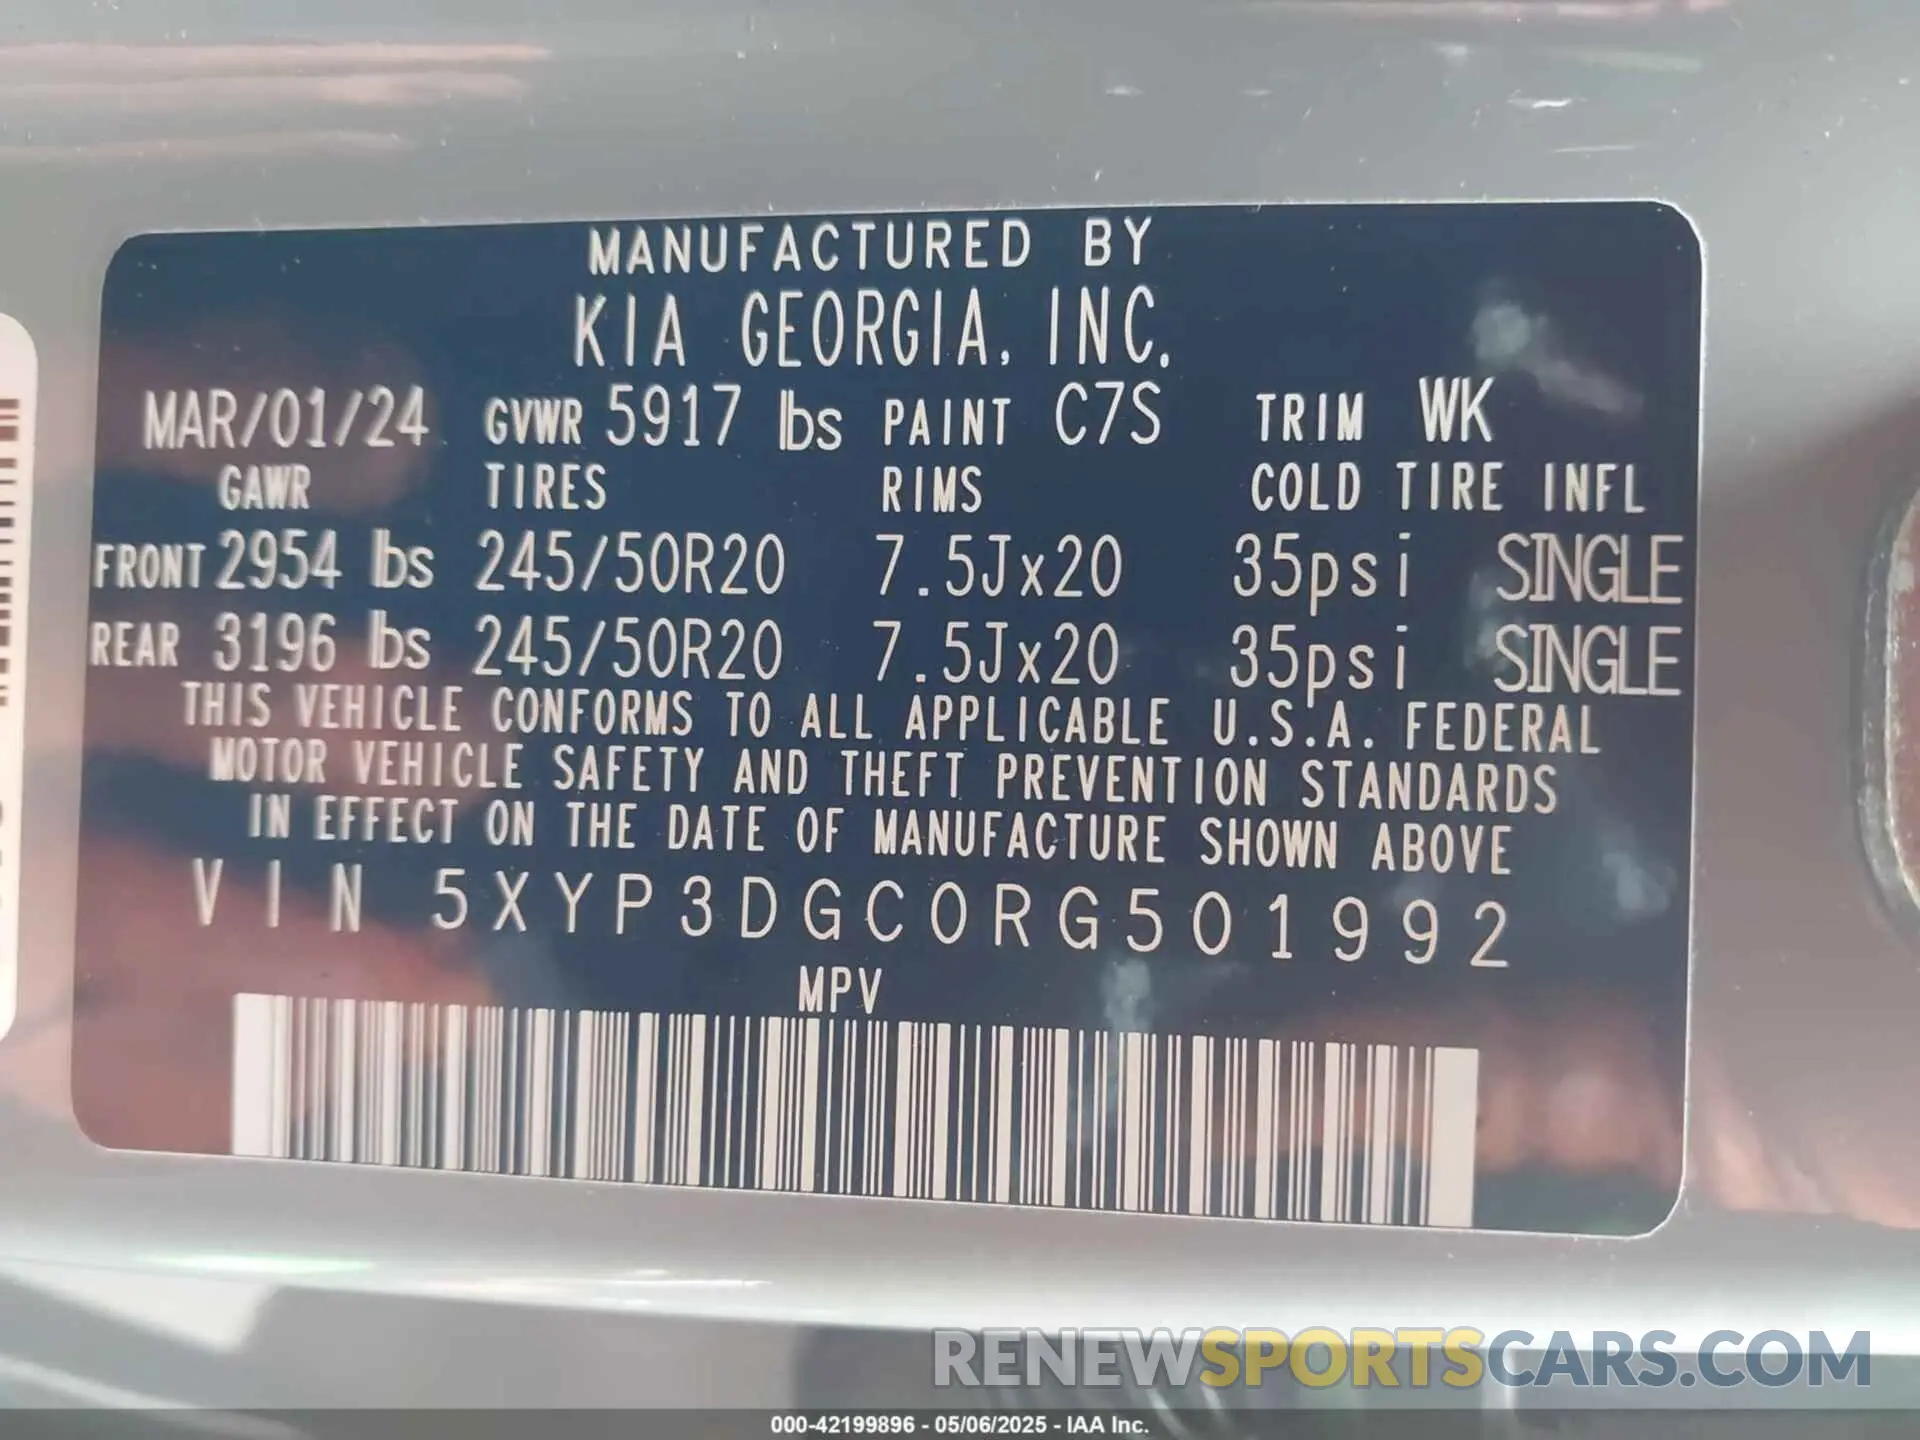 MANUFACTURED BY
KIA GEORGIA, INC.
MAR/01/24 GVWR 5917 lbs PAINT C7S TRIM WK
GAWR TIRES RIMS COLD TIRE INFL
FRONT 2954 lbs 245/50R20 7.5Jx20 35psi SINGLE
REAR 3196 lbs 245/50R20 7.5Jx20 35psi SINGLE
THIS VEHICLE CONFORMS TO ALL APPLICABLE U.S.A. FEDERAL
MOTOR VEHICLE SAFETY AND THEFT PREVENTION STANDARDS
IN EFFECT ON THE DATE OF MANUFACTURE SHOWN ABOVE
VIN 5XYP3DGC0RG501992
MPV
RENEWSPORTSCARS.COM
000-42199896 - 05/06/2025 - IAA Inc.